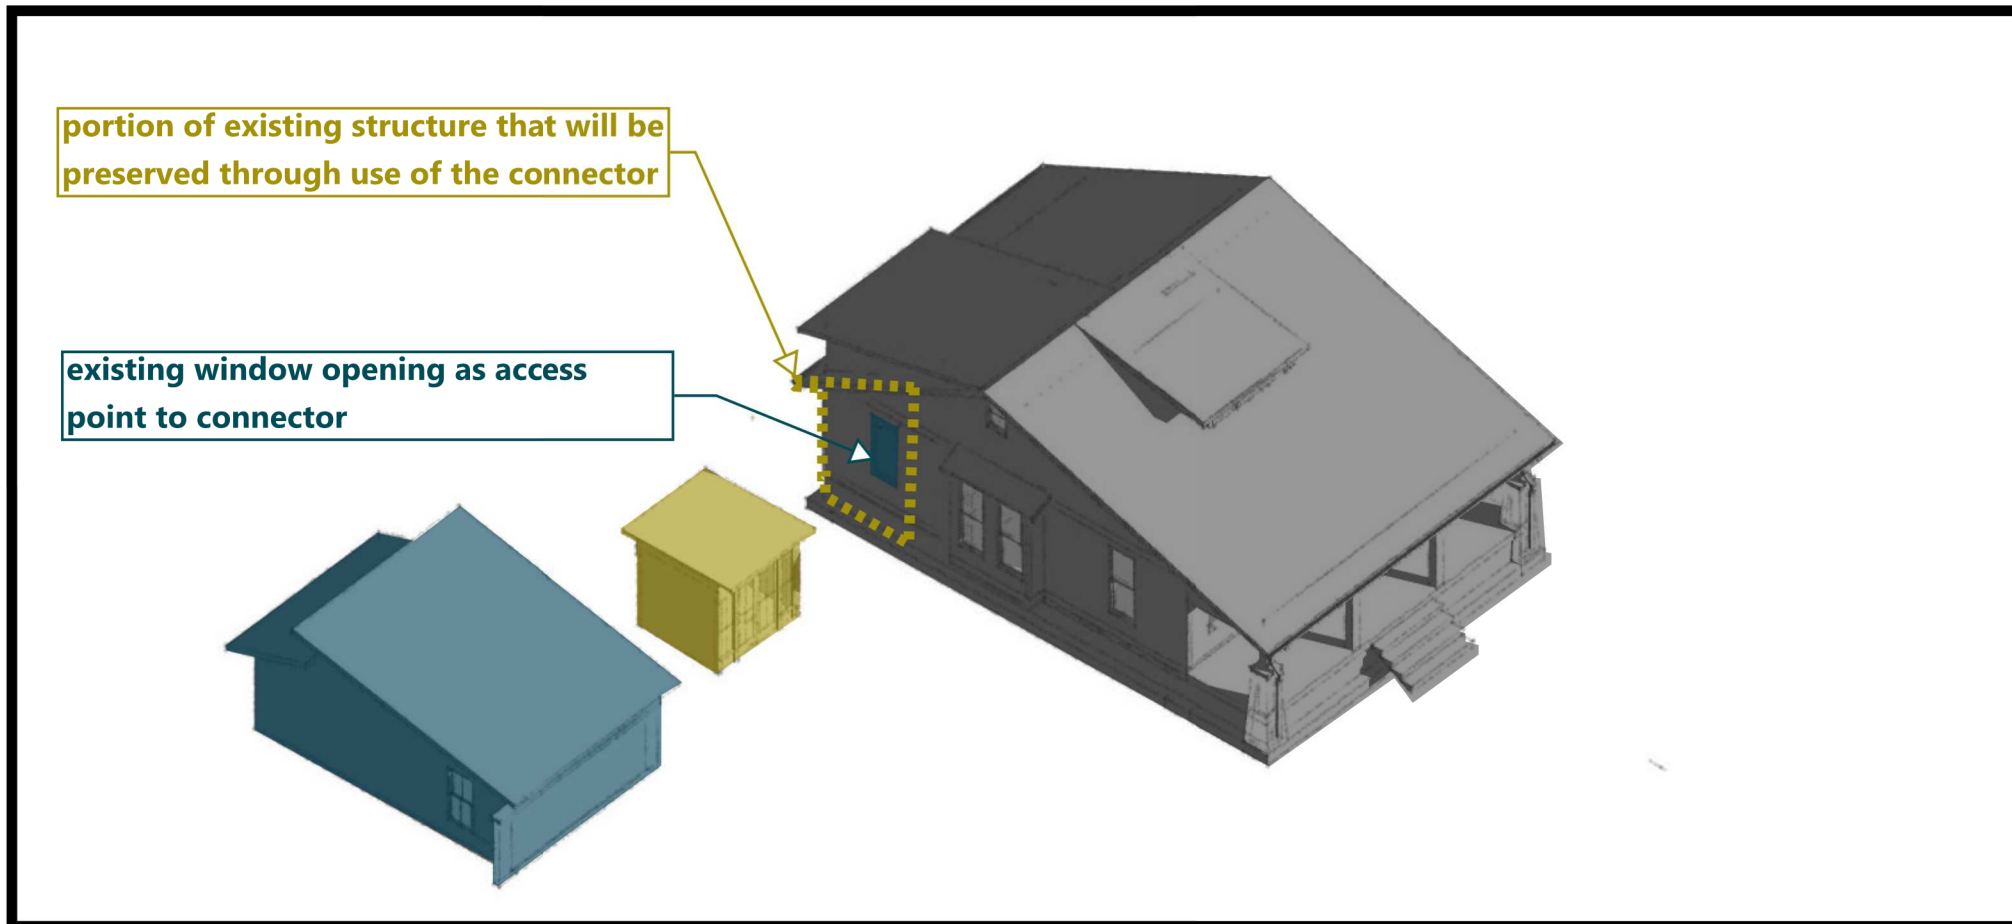 portion of existing structure that will be
preserved through use of the connector
existing window opening as access
point to connector